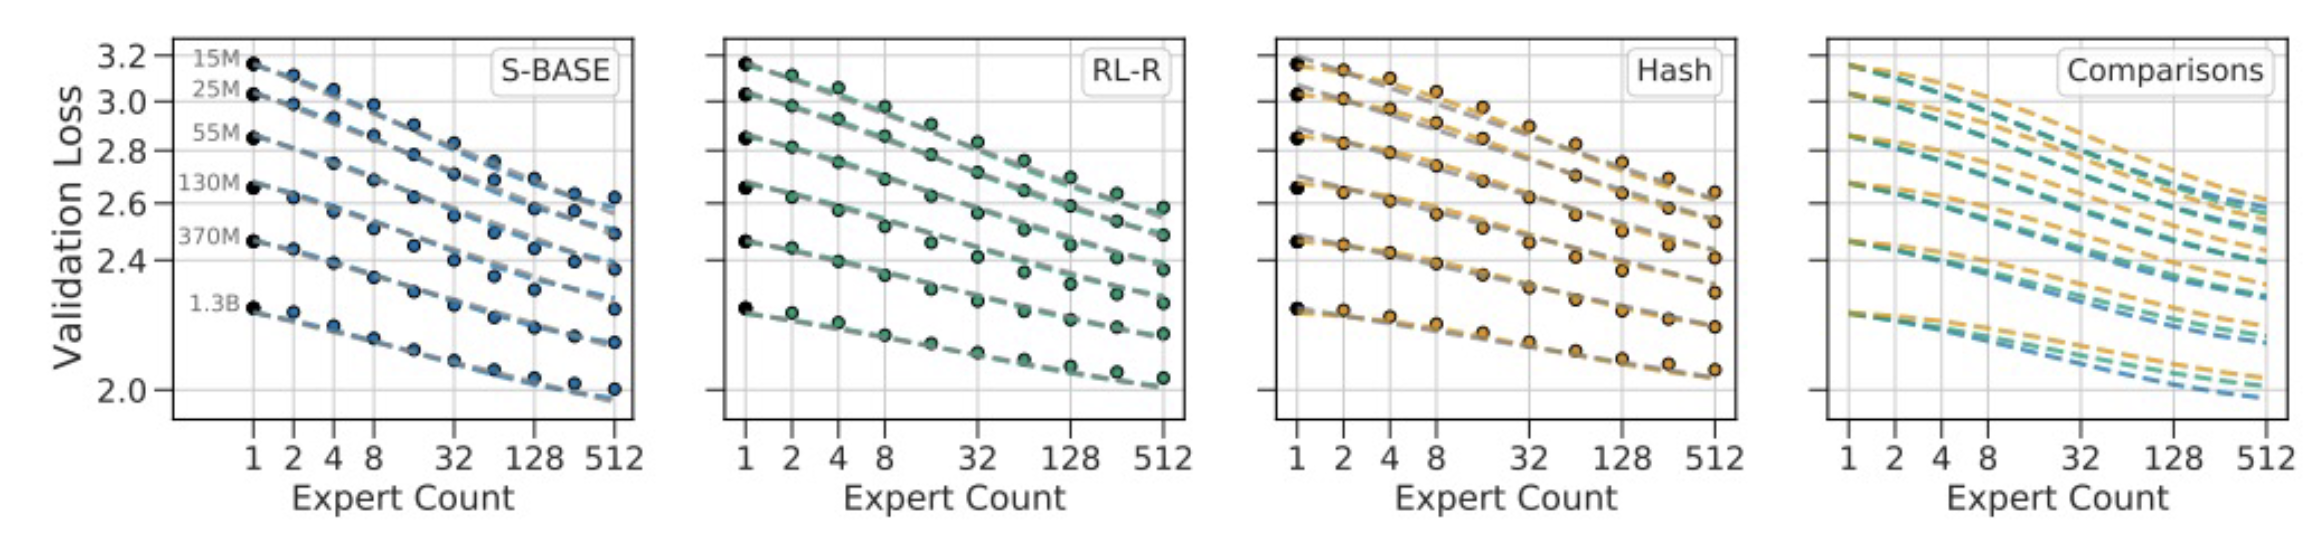 Validation Loss
3.2
3.0
2.8
2.6
2.4
2.0
15M
25M
55M
130M
370M
1.3B
S-BASE
1 2 4 8 32 128 512
Expert Count
RL-R
1 2 4 8 32 128 512
Expert Count
Hash
1 2 4 8 32 128 512
Expert Count
Comparisons
1 2 4 8 32 128 512
Expert Count